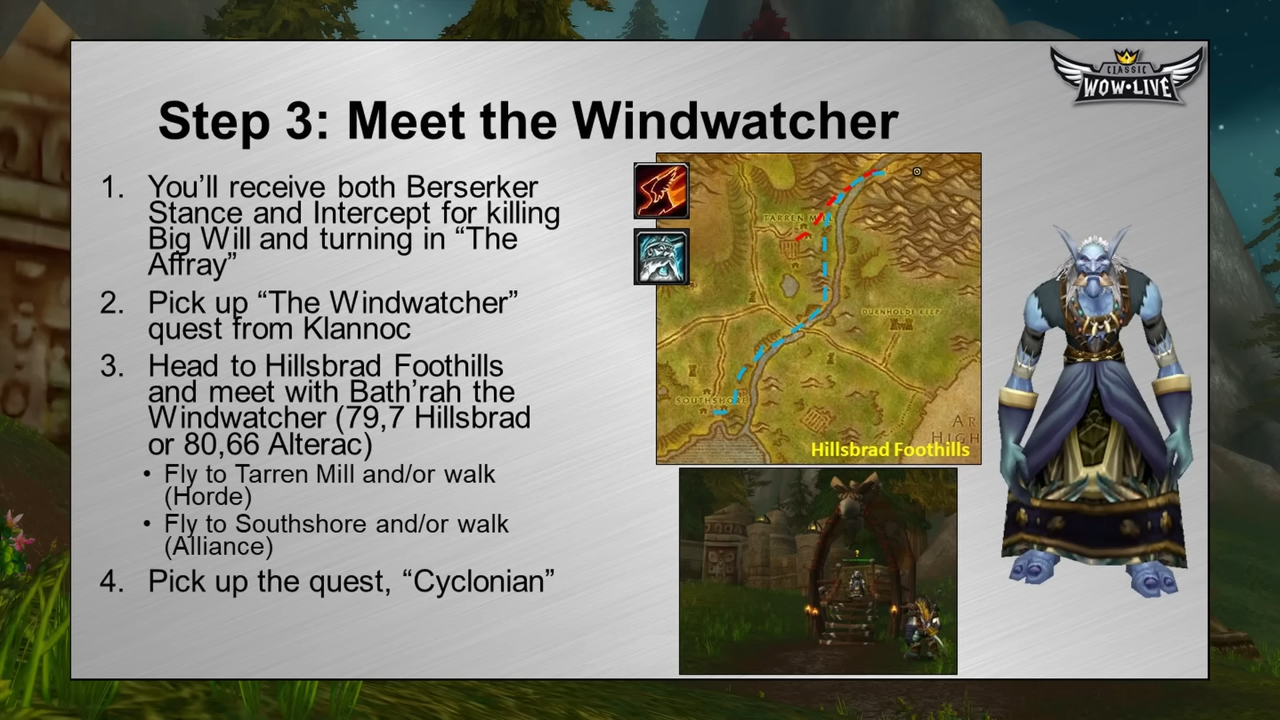 CLASSIC
WOW•LIVE
Step 3: Meet the Windwatcher
1. You’ll receive both Berserker
Stance and Intercept for killing
Big Will and turning in “The
Affray”
2. Pick up “The Windwatcher”
quest from Klannoc
3. Head to Hillsbrad Foothills
and meet with Bath’rah the
Windwatcher (79,7 Hillsbrad
or 80,66 Alterac)
• Fly to Tarren Mill and/or walk
(Horde)
• Fly to Southshore and/or walk
(Alliance)
4. Pick up the quest, “Cyclonian”
TARREN M
DURNHOLDE KEEP
SOUTHSHORE
AR
HIGH
Hillsbrad Foothills